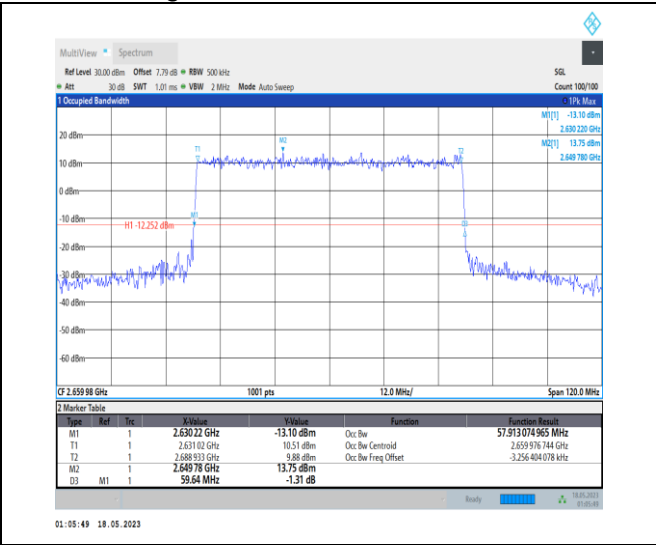 MultiView Spectrum
Ref Level 30.00 dBm Offset 7.79 dB RBW 500 kHz SGL
Att 30 dB SWT 1.01 ms VBW 2 MHz Mode Auto Sweep Count 100/100
1 Occupied Bandwidth 1Pk Max
M1[1] -13.10 dBm
2.630 220 GHz
M2[1] 13.75 dBm
2.649 780 GHz
20 dBm
M2
T1
T2
10 dBm
0 dBm
-10 dBm
M1
H1 -12.252 dBm
D3
-20 dBm
-30 dBm
-40 dBm
-50 dBm
-60 dBm
CF 2.659 98 GHz 1001 pts 12.0 MHz/ Span 120.0 MHz
2 Marker Table
Type Ref Trc X-Value Y-Value Function Function Result
M1 1 2.630 22 GHz -13.10 dBm Occ Bw 57.913 074 965 MHz
T1 1 2.631 02 GHz 10.51 dBm Occ Bw Centroid 2.659 976 744 GHz
T2 1 2.688 933 GHz 9.88 dBm Occ Bw Freq Offset -3.256 404 078 kHz
M2 1 2.649 78 GHz 13.75 dBm
D3 M1 1 59.64 MHz -1.31 dB
Ready 18.05.2023
01:05:49
01:05:49 18.05.2023